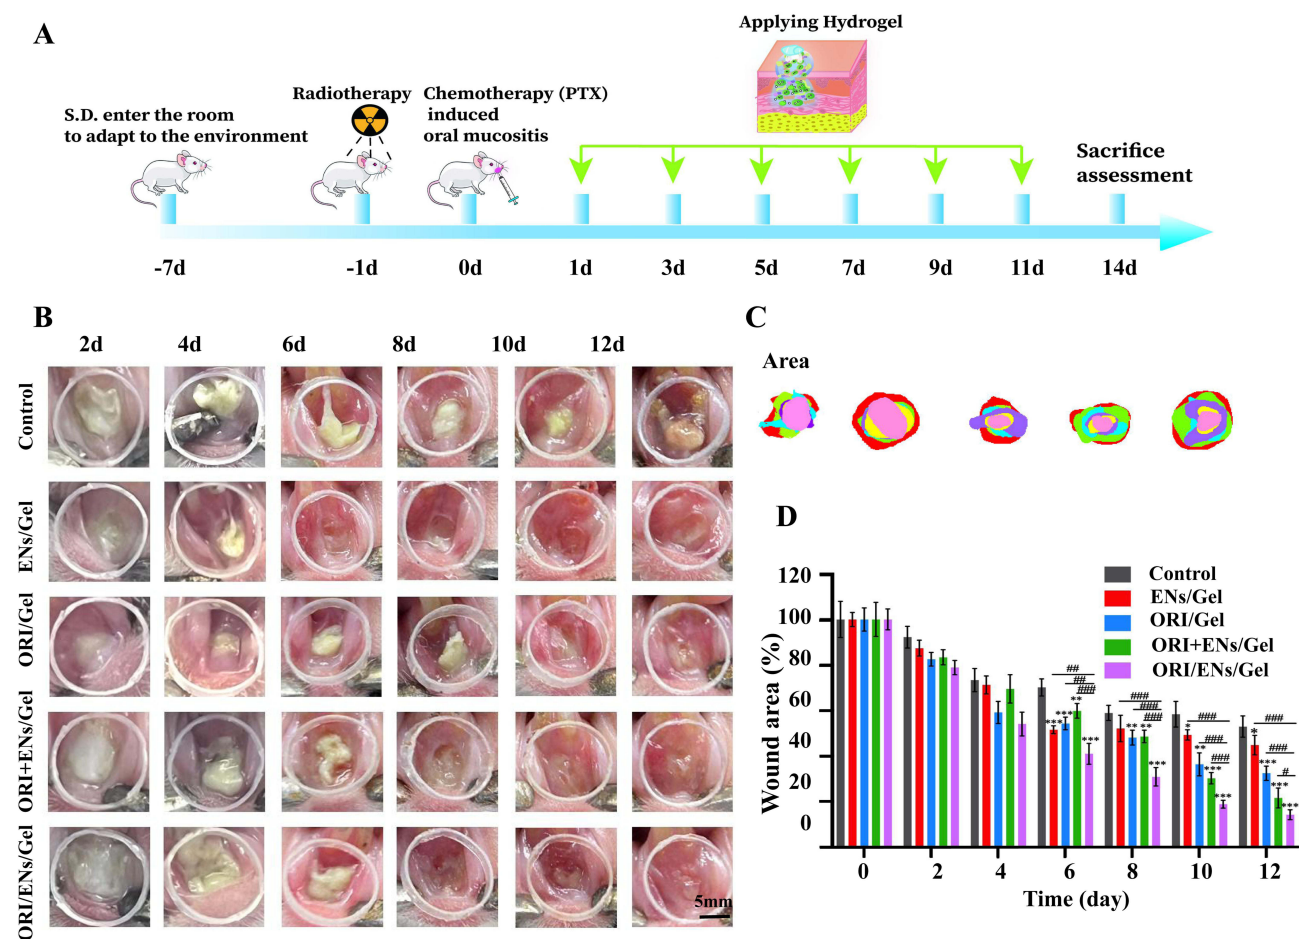 A
Applying Hydrogel
Radiotherapy
Chemotherapy (PTX)
induced
oral mucositis
S.D. enter the room
to adapt to the environment
Sacrifice
assessment
-7d -1d 0d 1d 3d 5d 7d 9d 11d 14d
B
2d 4d 6d 8d 10d 12d
Control
ENs/Gel
ORI/Gel
ORI+ENs/Gel
ORI/ENs/Gel
5mm
C
Area
D
Control
ENs/Gel
ORI/Gel
ORI+ENs/Gel
ORI/ENs/Gel
Wound area (%)
120
100
80
60
40
20
0
## ## ### *** *** ** ***
### ### ### ** ** ***
### ### ### * ** *** ***
### ### # * *** *** ***
0 2 4 6 8 10 12
Time (day)